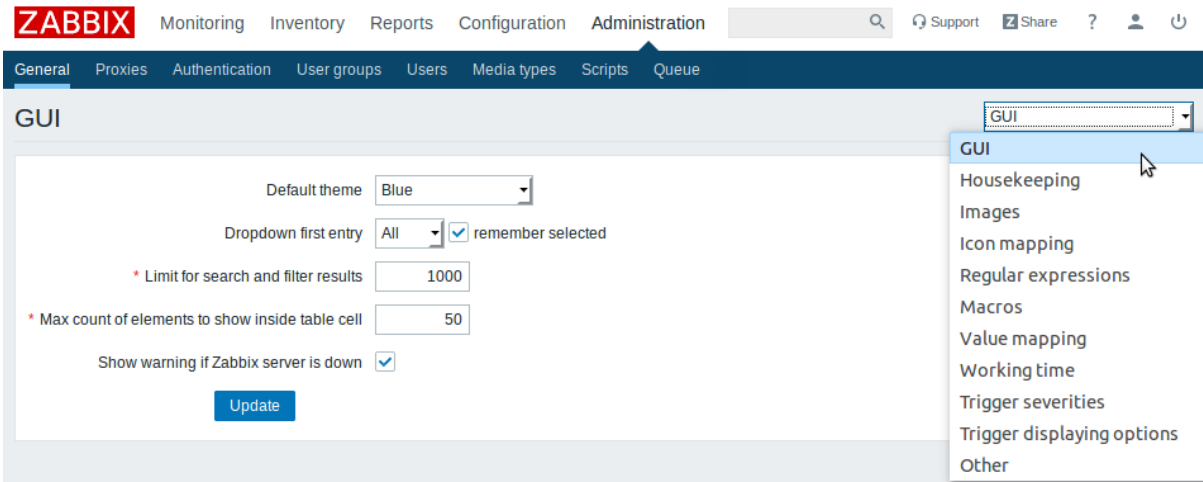 ZABBIX Monitoring Inventory Reports Configuration Administration Support Z Share ?
General Proxies Authentication User groups Users Media types Scripts Queue
GUI GUI
GUI
Housekeeping
Images
Icon mapping
Regular expressions
Macros
Value mapping
Working time
Trigger severities
Trigger displaying options
Other
Default theme Blue
Dropdown first entry All remember selected
* Limit for search and filter results 1000
* Max count of elements to show inside table cell 50
Show warning if Zabbix server is down
Update